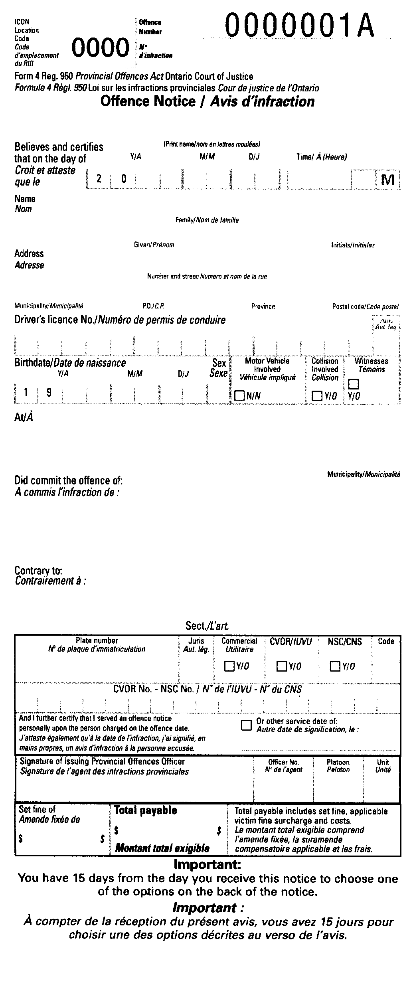 ICON
Location
Code
Code
d'emplacement
du RIII
0000
Offence
Number
N°
d'infraction
0000001A
Form 4 Reg. 950 Provincial Offences Act Ontario Court of Justice
Formule 4 Règl. 950 Loi sur les infractions provinciales Cour de justice de l'Ontario
Offence Notice / Avis d'infraction
(Print name/nom en lettres moulées)
Believes and certifies
that on the day of
Croit et atteste
que le
Y/A M/M D/J Time/ À (Heure)
2 0 M
Name
Nom
Family/Nom de famille
Given/Prénom Initials/Initiales
Address
Adresse
Number and street/Numéro et nom de la rue
Municipality/Municipalité P.O./C.P. Province Postal code/Code postal
Driver's licence No./Numéro de permis de conduire
Juris
Aut lég
Birthdate/Date de naissance
Y/A M/M D/J
Sex
Sexe
1 9
Motor Vehicle
Involved
Véhicule impliqué
N/N
Collision
Involved
Collision
Y/O
Witnesses
Témoins
Y/O
At/À
Municipality/Municipalité
Did commit the offence of:
A commis l'infraction de :
Contrary to:
Contrairement à :
Sect./L'art.
Plate number
N° de plaque d'immatriculation
Juris
Aut. lég.
Commercial
Utilitaire
Y/O
CVOR/IUVU
Y/O
NSC/CNS
Y/O
Code
CVOR No. - NSC No. / N° de l'IUVU - N° du CNS
And I further certify that I served an offence notice
personally upon the person charged on the offence date.
J'atteste également qu'à la date de l'infraction, j'ai signifié, en
mains propres, un avis d'infraction à la personne accusée.
Or other service date of:
Autre date de signification, le :
Signature of issuing Provincial Offences Officer
Signature de l'agent des infractions provinciales
Officer No.
N° de l'agent
Platoon
Peloton
Unit
Unité
Set fine of
Amende fixée de
$ $
Total payable
$ $
Montant total exigible
Total payable includes set fine, applicable
victim fine surcharge and costs.
Le montant total exigible comprend
l'amende fixée, la suramende
compensatoire applicable et les frais.
Important:
You have 15 days from the day you receive this notice to choose one
of the options on the back of the notice.
Important :
À compter de la réception du présent avis, vous avez 15 jours pour
choisir une des options décrites au verso de l'avis.